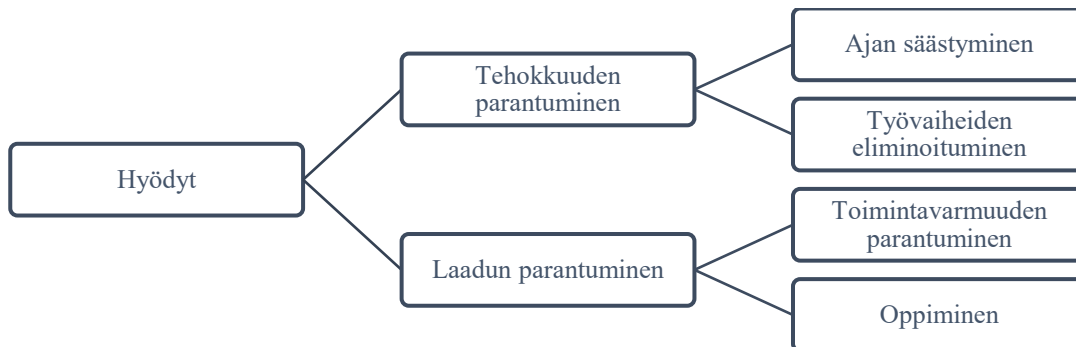 Ajan säästyminen
Tehokkuuden
parantuminen
Työvaiheiden
eliminoituminen
Hyödyt
Toimintavarmuuden
parantuminen
Laadun parantuminen
Oppiminen